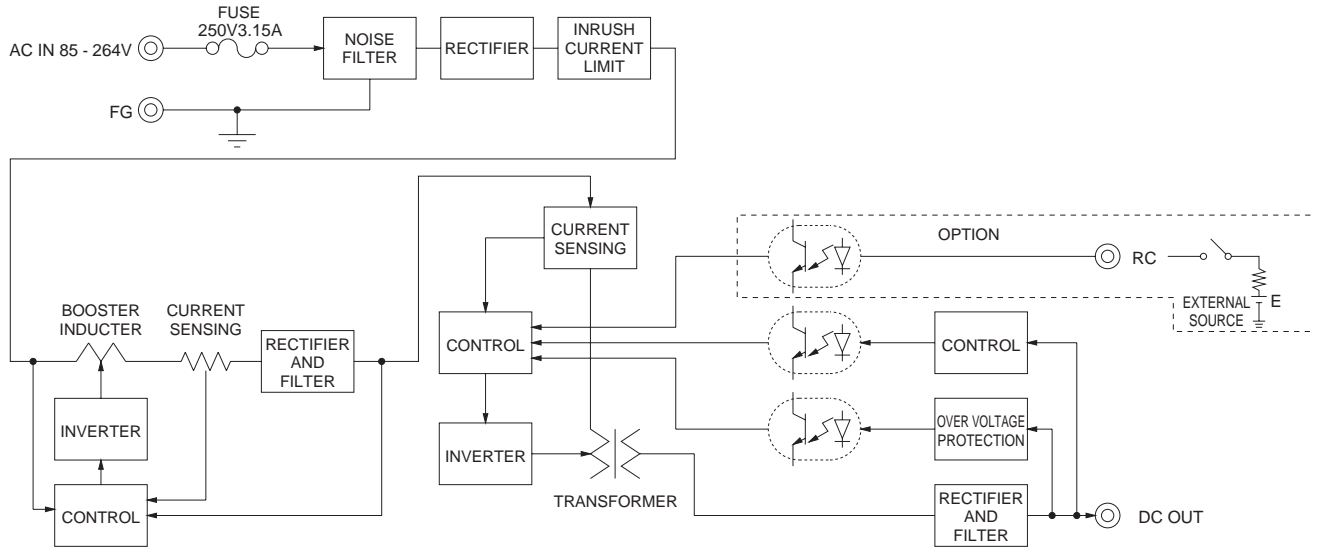 FUSE
250V3.15A
AC IN 85 - 264V
NOISE
FILTER
RECTIFIER
INRUSH
CURRENT
LIMIT
FG
CURRENT
SENSING
OPTION
RC
EXTERNAL
SOURCE
E
BOOSTER
INDUCTER
CURRENT
SENSING
RECTIFIER
AND
FILTER
CONTROL
CONTROL
INVERTER
INVERTER
OVER VOLTAGE
PROTECTION
TRANSFORMER
CONTROL
RECTIFIER
AND
FILTER
DC OUT